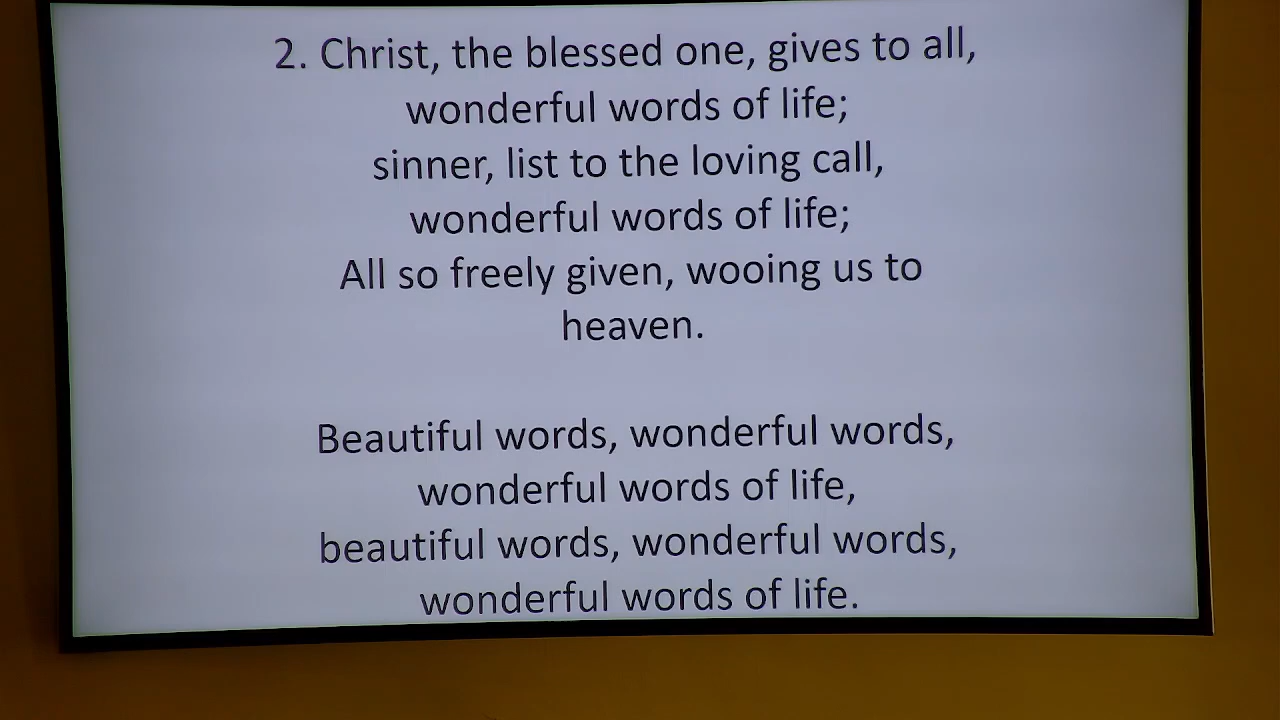 2. Christ, the blessed one, gives to all,
wonderful words of life;
sinner, list to the loving call,
wonderful words of life;
All so freely given, wooing us to
heaven.
Beautiful words, wonderful words,
wonderful words of life,
beautiful words, wonderful words,
wonderful words of life.